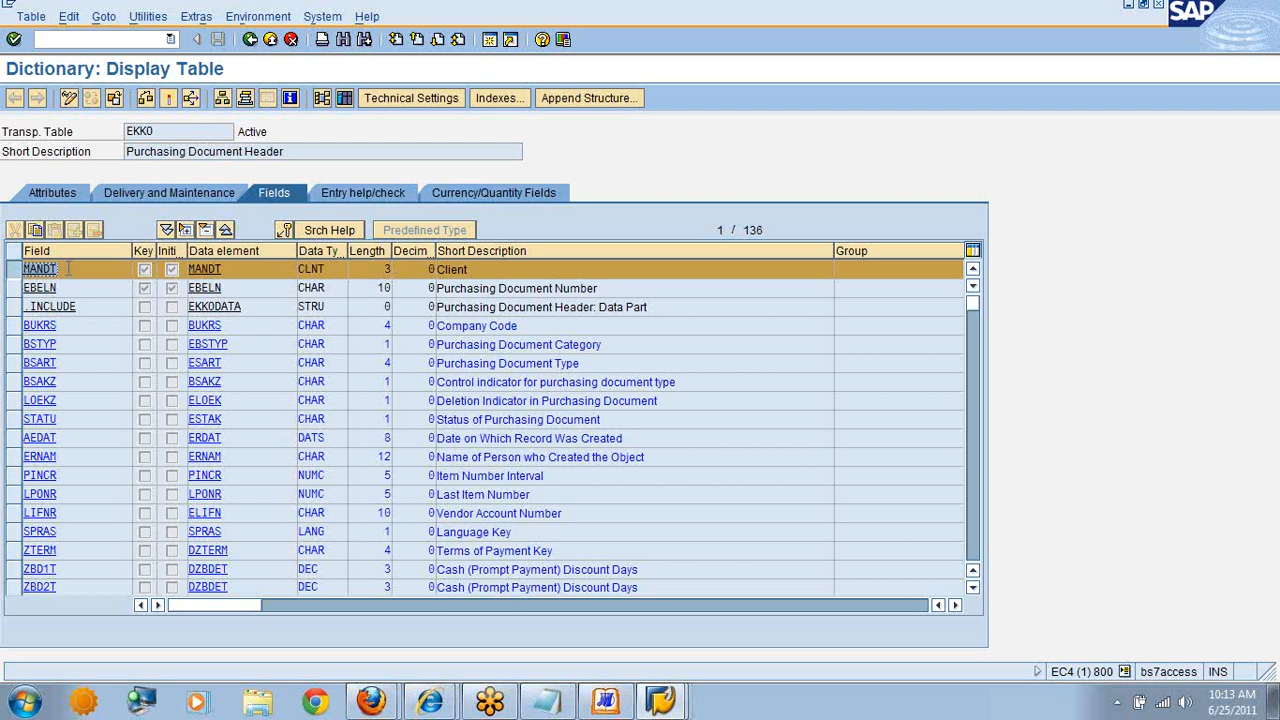 Table Edit Goto Utilities Extras Environment System Help
SAP
Dictionary: Display Table
Technical Settings Indexes... Append Structure...
Transp. Table EKKO Active
Short Description Purchasing Document Header
Attributes Delivery and Maintenance Fields Entry help/check Currency/Quantity Fields
Srch Help Predefined Type 1 / 136
Field Key Initi... Data element Data Ty... Length Decim... Short Description Group
MANDT MANDT CLNT 3 0 Client
EBELN EBELN CHAR 10 0 Purchasing Document Number
.INCLUDE EKKODATA STRU 0 0 Purchasing Document Header: Data Part
BUKRS BUKRS CHAR 4 0 Company Code
BSTYP EBSTYP CHAR 1 0 Purchasing Document Category
BSART ESART CHAR 4 0 Purchasing Document Type
BSAKZ BSAKZ CHAR 1 0 Control indicator for purchasing document type
LOEKZ ELOEK CHAR 1 0 Deletion Indicator in Purchasing Document
STATU ESTAK CHAR 1 0 Status of Purchasing Document
AEDAT ERDAT DATS 8 0 Date on Which Record Was Created
ERNAM ERNAM CHAR 12 0 Name of Person who Created the Object
PINCR PINCR NUMC 5 0 Item Number Interval
LPONR LPONR NUMC 5 0 Last Item Number
LIFNR ELIFN CHAR 10 0 Vendor Account Number
SPRAS SPRAS LANG 1 0 Language Key
ZTERM DZTERM CHAR 4 0 Terms of Payment Key
ZBD1T DZBDET DEC 3 0 Cash (Prompt Payment) Discount Days
ZBD2T DZBDET DEC 3 0 Cash (Prompt Payment) Discount Days
EC4 (1) 800 bs7access INS
10:13 AM
6/25/2011